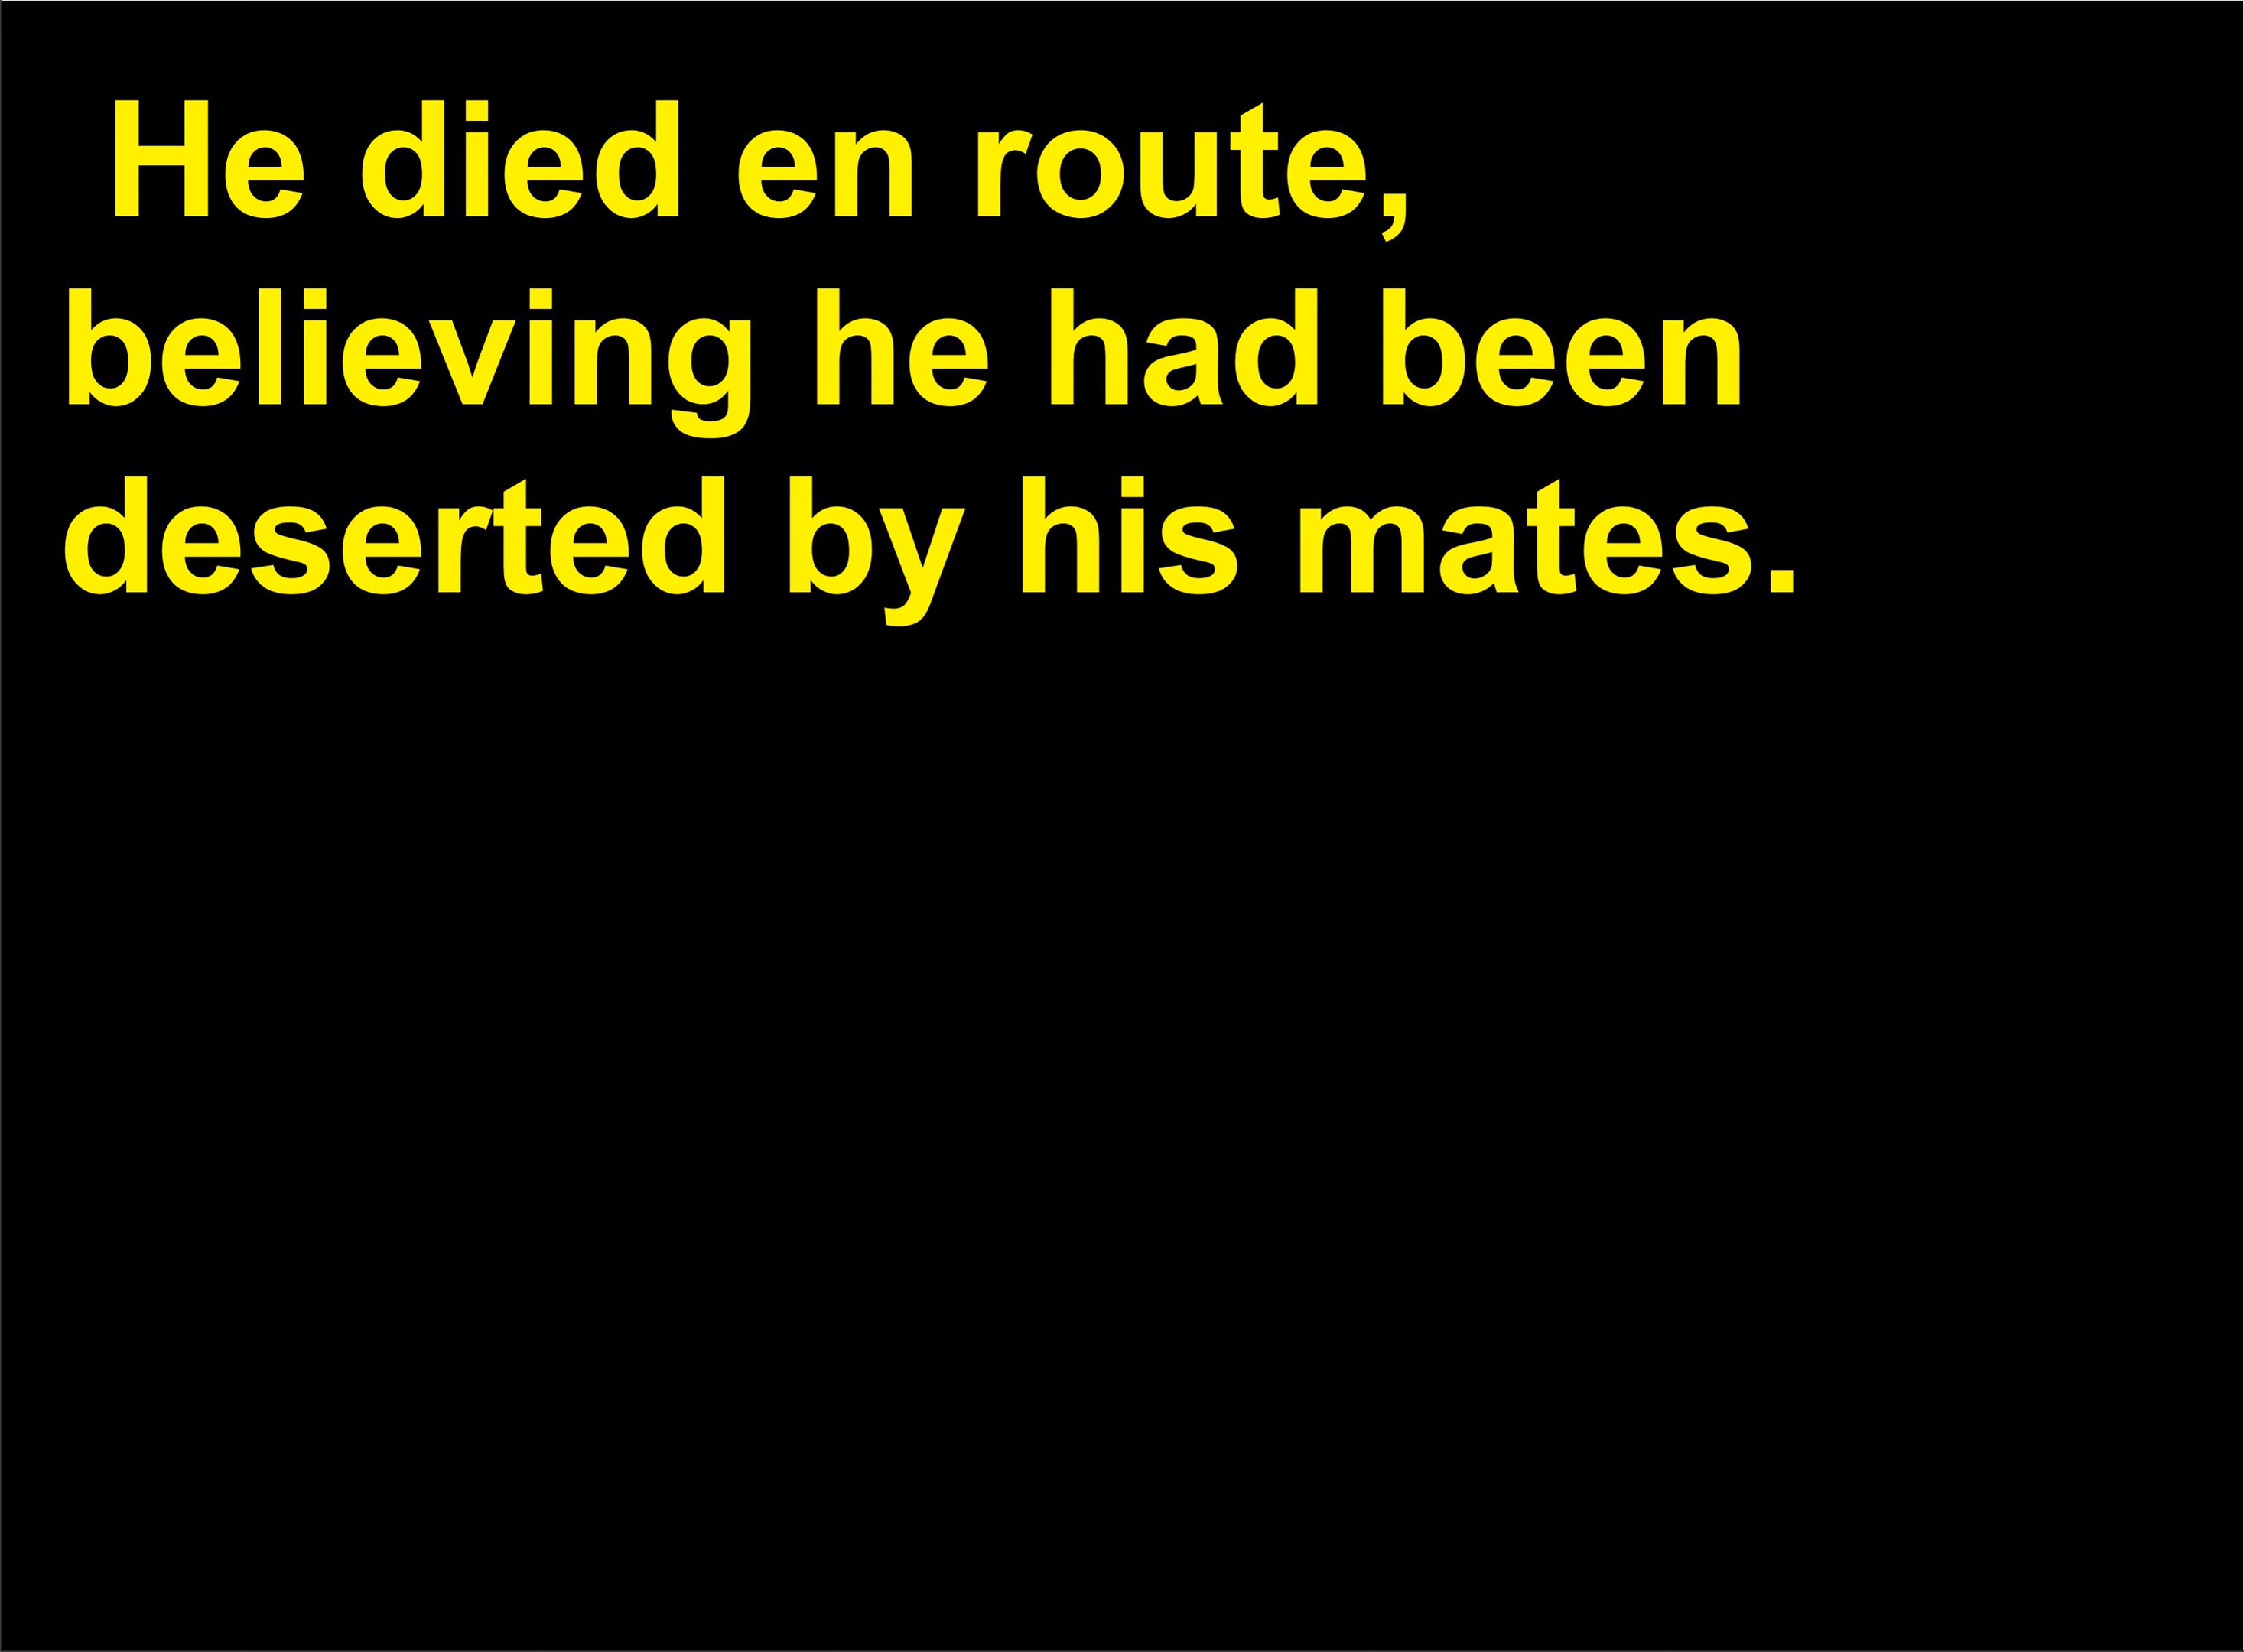 He died en route,
believing he had been
deserted by his mates.